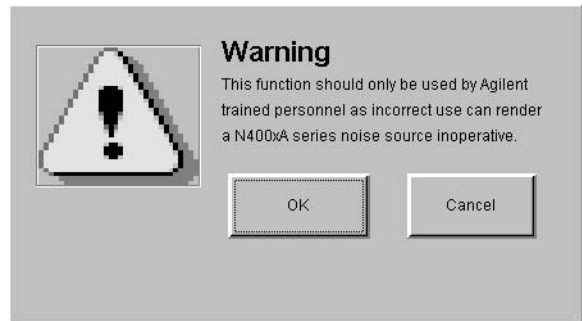 Warning
This function should only be used by Agilent
trained personnel as incorrect use can render
a N400xA series noise source inoperative.
OK
Cancel